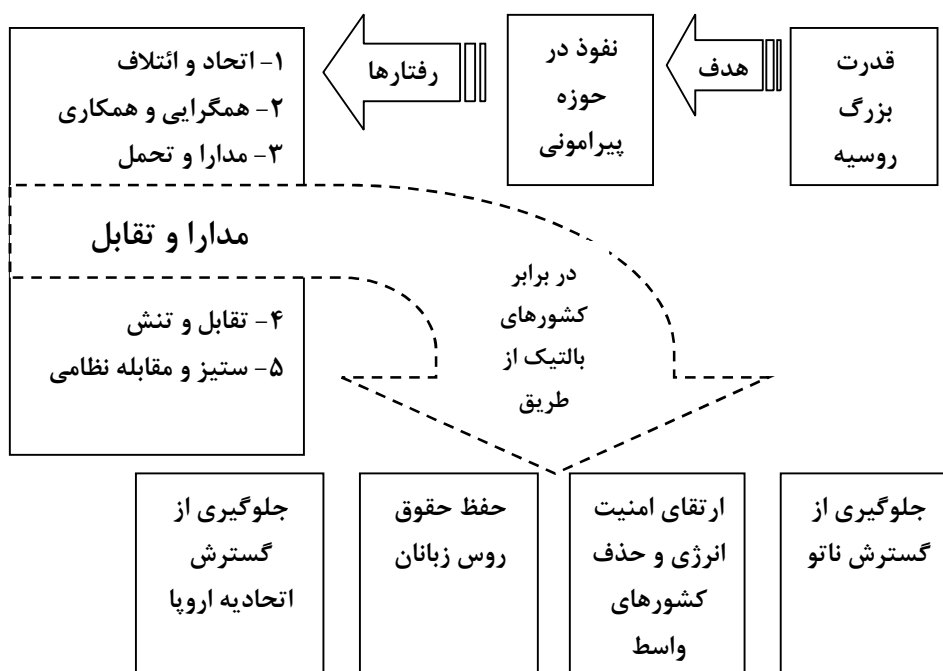 قدرت
بزرگ
روسیه
هدف
نفوذ در
حوزه
پیرامونی
رفتارها
۱- اتحاد و ائتلاف
۲- همگرایی و همکاری
۳- مدارا و تحمل
مدارا و تقابل
۴- تقابل و تنش
۵- ستیز و مقابله نظامی
در برابر
کشورهای
بالتیک از
طریق
جلوگیری از
گسترش ناتو
ارتقای امنیت
انرژی و حذف
کشورهای
واسط
حفظ حقوق
روس زبانان
جلوگیری از
گسترش
اتحادیه اروپا